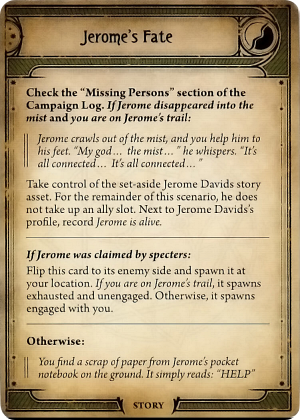 Jerome's Fate
Check the "Missing Persons" section of the
Campaign Log. If Jerome disappeared into the
mist and you are on Jerome's trail:
Jerome crawls out of the mist, and you help him to
his feet. "My god… the mist…" he whispers. "It's
all connected… It's all connected…"
Take control of the set-aside Jerome Davids story
asset. For the remainder of this scenario, he does
not take up an ally slot. Next to Jerome Davids's
profile, record Jerome is alive.
If Jerome was claimed by specters:
Flip this card to its enemy side and spawn it at
your location. If you are on Jerome's trail, it spawns
exhausted and unengaged. Otherwise, it spawns
engaged with you.
Otherwise:
You find a scrap of paper from Jerome's pocket
notebook on the ground. It simply reads: "HELP"
STORY